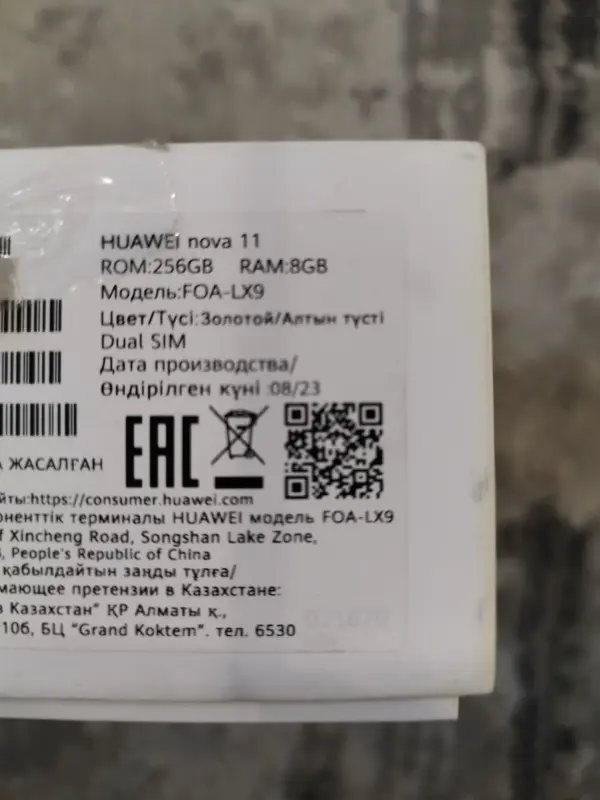 HUAWEI nova 11
ROM:256GB RAM:8GB
Модель:FOA-LX9
Цвет/Түсі:Золотой/Алтын түсті
Dual SIM
Дата производства/
Өндірілген күні :08/23
EAC
ЖАСАЛҒАН
йты:https://consumer.huawei.com
оненттік терминалы HUAWEI модель FOA-LX9
f Xincheng Road, Songshan Lake Zone,
, People's Republic of China
қабылдайтын заңды тұлға/
мающее претензии в Казахстане:
в Казахстан" ҚР Алматы қ.,
106, БЦ "Grand Koktem". тел. 6530